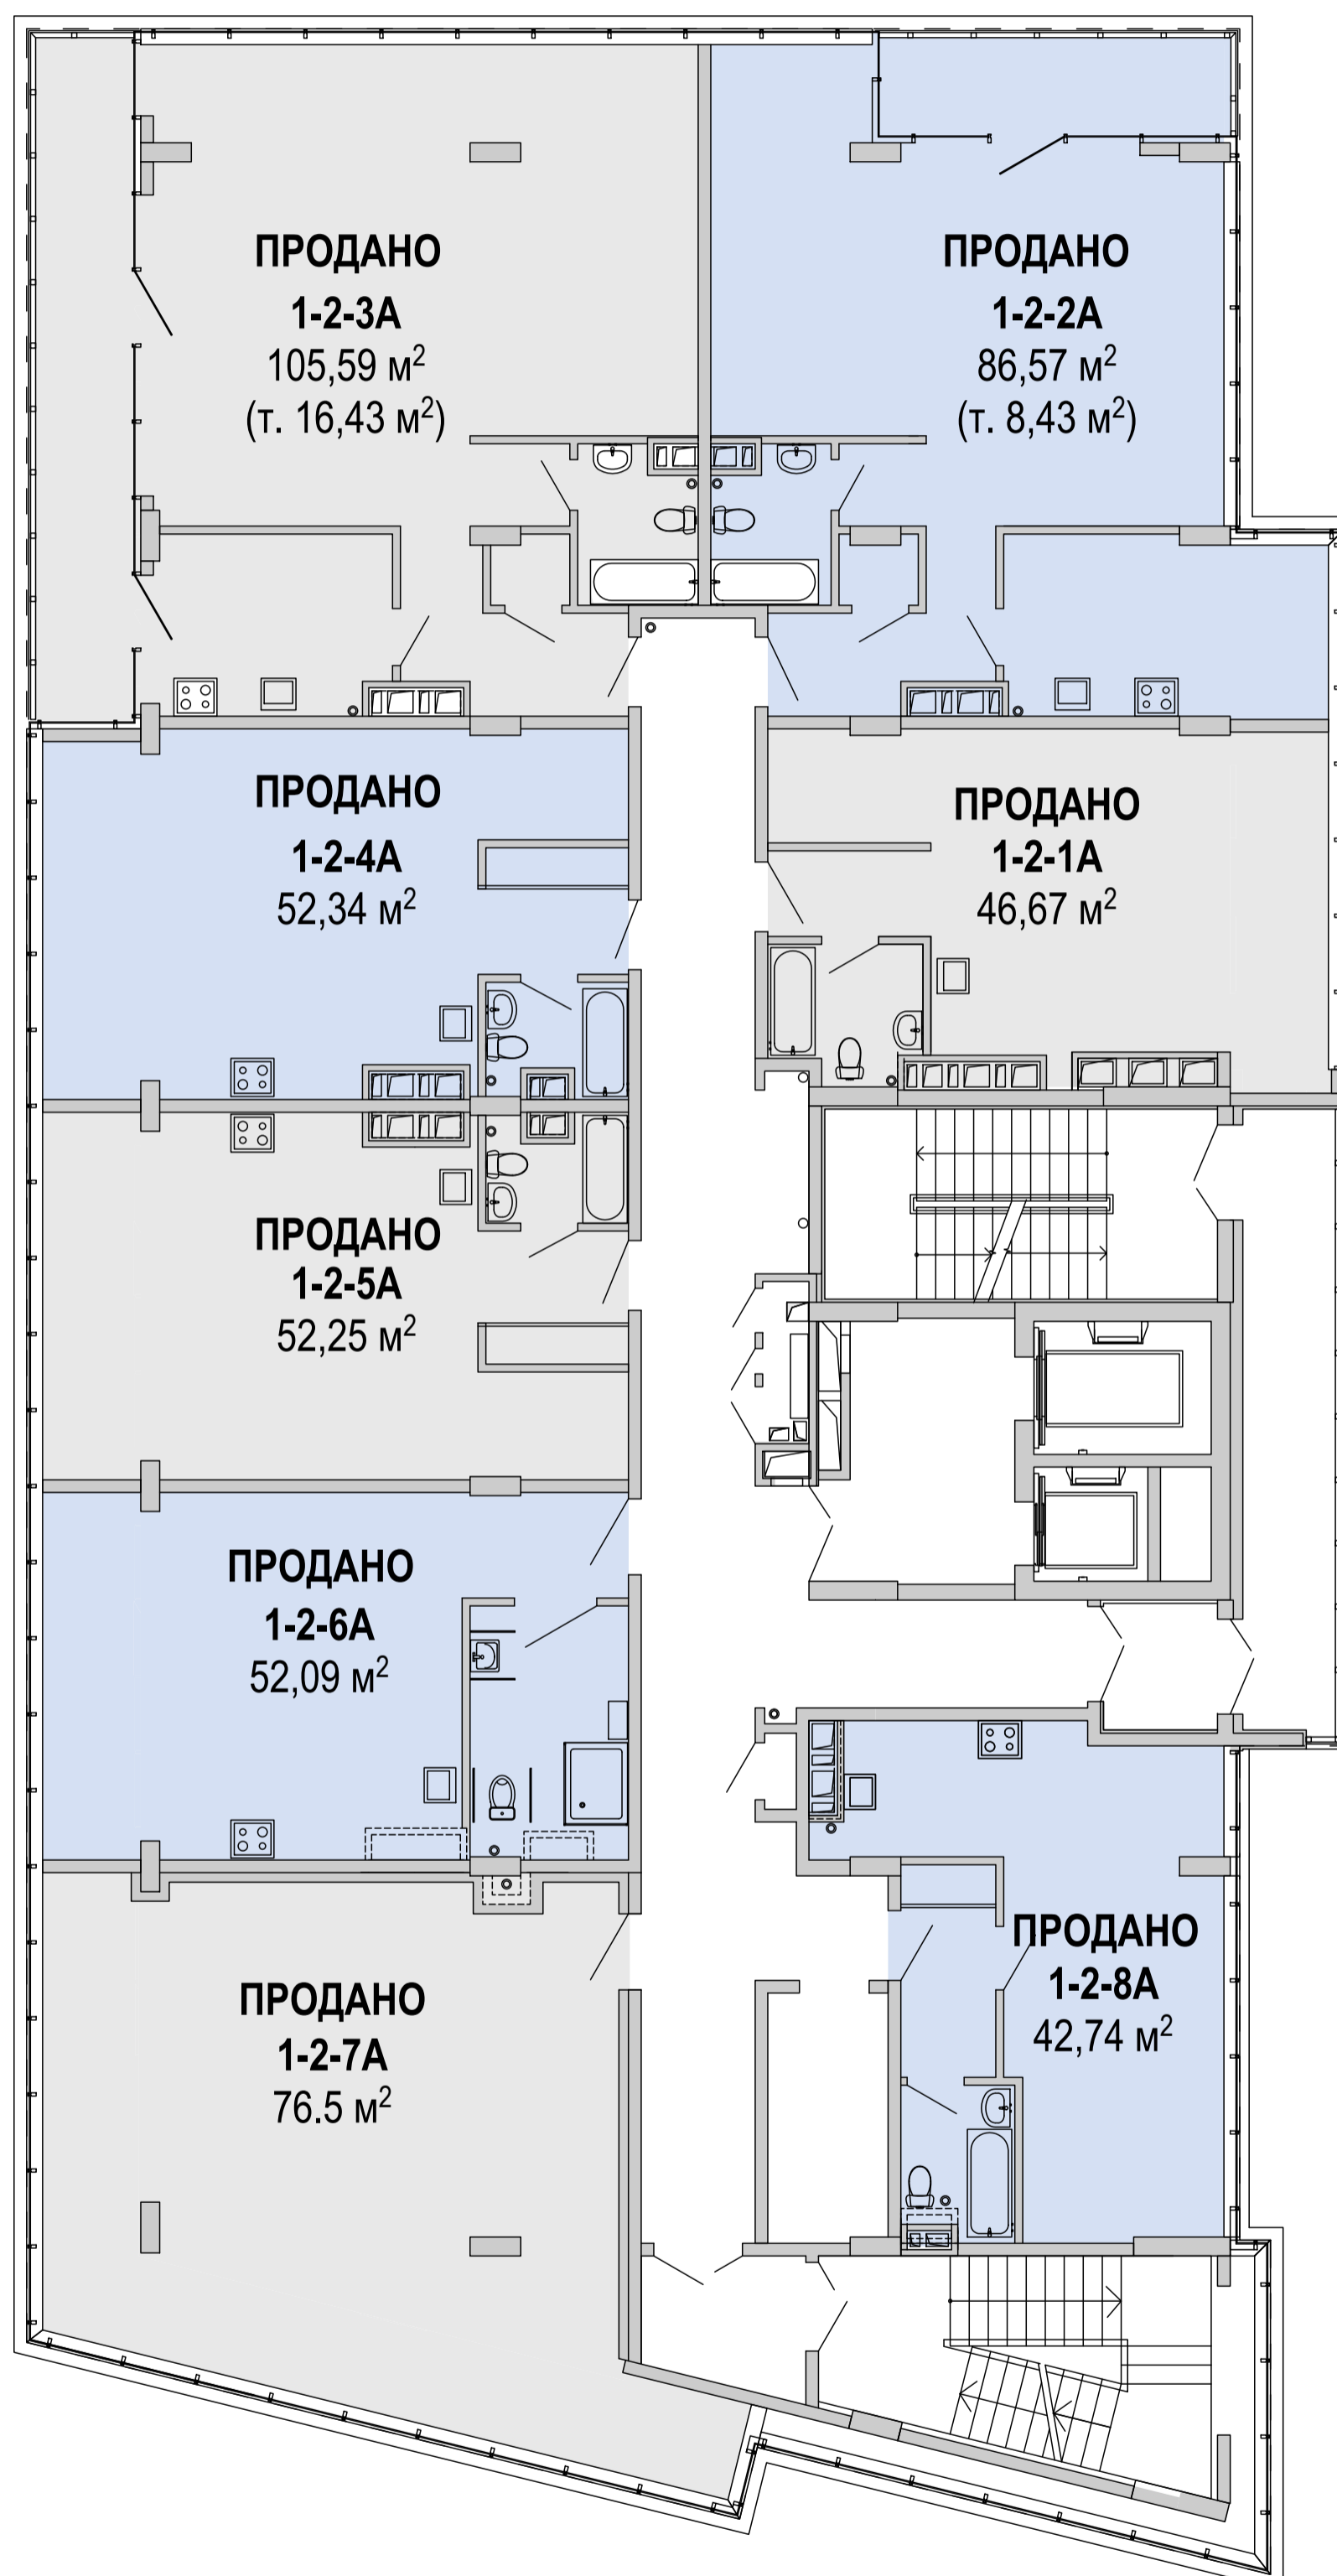 ПРОДАНО
1-2-3А
105,59 м²
(т. 16,43 м²)
ПРОДАНО
1-2-2А
86,57 м²
(т. 8,43 м²)
ПРОДАНО
1-2-4А
52,34 м²
ПРОДАНО
1-2-1А
46,67 м²
ПРОДАНО
1-2-5А
52,25 м²
ПРОДАНО
1-2-6А
52,09 м²
ПРОДАНО
1-2-8А
42,74 м²
ПРОДАНО
1-2-7А
76.5 м²